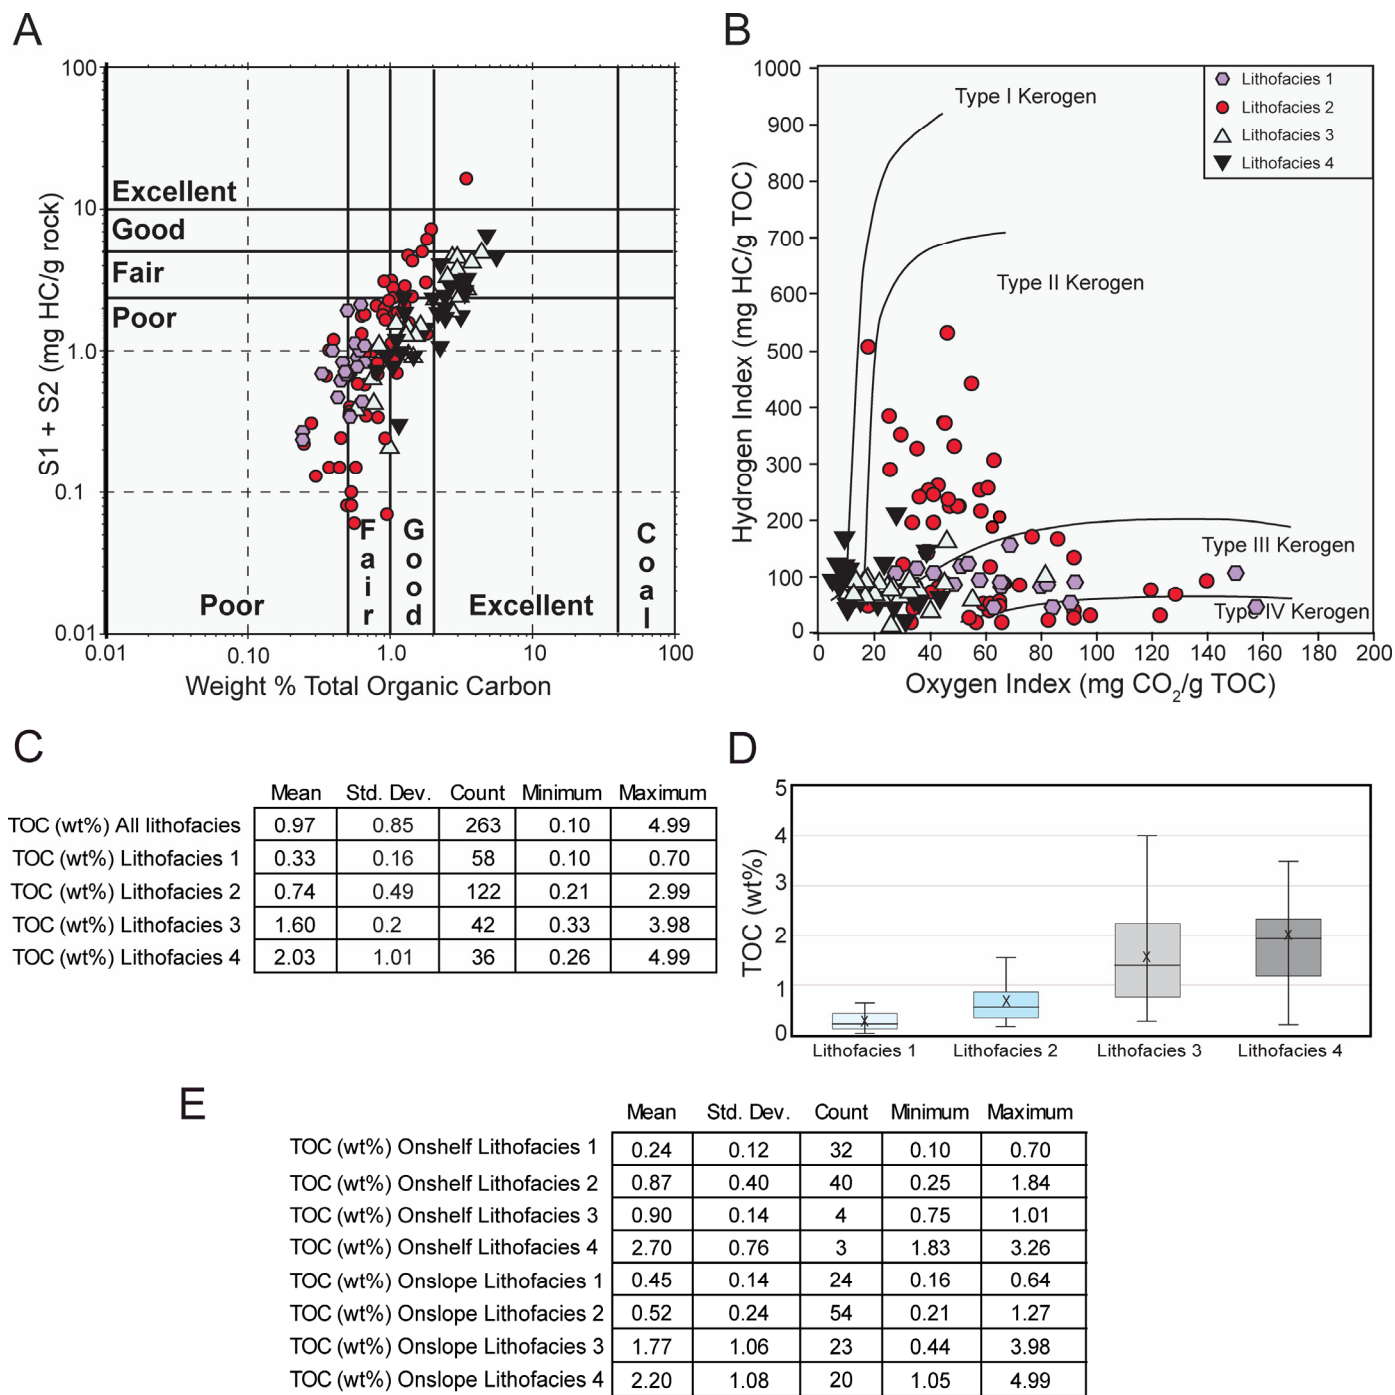 A
100
10
1.0
0.1
0.01
S1 + S2 (mg HC/g rock)
Excellent
Good
Fair
Poor
Poor
Fair
Good
Excellent
Coal
0.01
0.10
1.0
10
100
Weight % Total Organic Carbon
B
1000
900
800
700
600
500
400
300
200
100
0
Hydrogen Index (mg HC/g TOC)
Type I Kerogen
Type II Kerogen
Type III Kerogen
Type IV Kerogen
Lithofacies 1
Lithofacies 2
Lithofacies 3
Lithofacies 4
0 20 40 60 80 100 120 140 160 180 200
Oxygen Index (mg CO2/g TOC)
C
Mean Std. Dev. Count Minimum Maximum
TOC (wt%) All lithofacies 0.97 0.85 263 0.10 4.99
TOC (wt%) Lithofacies 1 0.33 0.16 58 0.10 0.70
TOC (wt%) Lithofacies 2 0.74 0.49 122 0.21 2.99
TOC (wt%) Lithofacies 3 1.60 0.2 42 0.33 3.98
TOC (wt%) Lithofacies 4 2.03 1.01 36 0.26 4.99
D
5
4
3
2
1
0
TOC (wt%)
Lithofacies 1 Lithofacies 2 Lithofacies 3 Lithofacies 4
E
Mean Std. Dev. Count Minimum Maximum
TOC (wt%) Onshelf Lithofacies 1 0.24 0.12 32 0.10 0.70
TOC (wt%) Onshelf Lithofacies 2 0.87 0.40 40 0.25 1.84
TOC (wt%) Onshelf Lithofacies 3 0.90 0.14 4 0.75 1.01
TOC (wt%) Onshelf Lithofacies 4 2.70 0.76 3 1.83 3.26
TOC (wt%) Onslope Lithofacies 1 0.45 0.14 24 0.16 0.64
TOC (wt%) Onslope Lithofacies 2 0.52 0.24 54 0.21 1.27
TOC (wt%) Onslope Lithofacies 3 1.77 1.06 23 0.44 3.98
TOC (wt%) Onslope Lithofacies 4 2.20 1.08 20 1.05 4.99